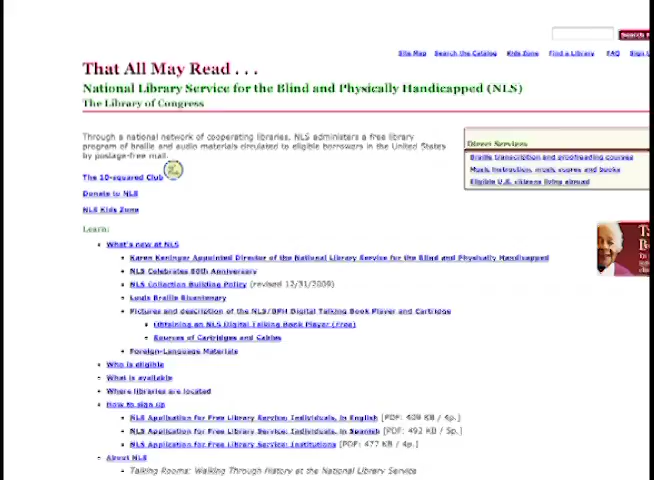 Site Map Search the Catalog Kids Zone Find a Library FAQ Sign
That All May Read . . .
National Library Service for the Blind and Physically Handicapped (NLS)
The Library of Congress
Through a national network of cooperating libraries, NLS administers a free library
program of braille and audio materials circulated to eligible borrowers in the United States
by postage-free mail.
The 10-squared Club
Donate to NLS
NLS Kids Zone
Direct Services
Braille transcription and proofreading courses
Music instruction, music scores and books
Eligible U.S. citizens living abroad
Learn:
What's new at NLS
Karen Keninger Appointed Director of the National Library Service for the Blind and Physically Handicapped
NLS Celebrates 80th Anniversary
NLS Collection Building Policy (revised 12/31/2009)
Louis Braille Bicentenary
Pictures and description of the NLS/BPH Digital Talking Book Player and Cartridge
Obtaining an NLS Digital Talking Book Player (Free)
Sources of Cartridges and Cables
Foreign-Language Materials
Who is eligible
What is available
Where libraries are located
How to sign up
NLS Application for Free Library Service: Individuals, in English [PDF: 409 KB / 4p.]
NLS Application for Free Library Service: Individuals, in Spanish [PDF: 492 KB / 5p.]
NLS Application for Free Library Service: Institutions [PDF: 477 KB / 4p.]
About NLS
Talking Rooms: Walking Through History at the National Library Service